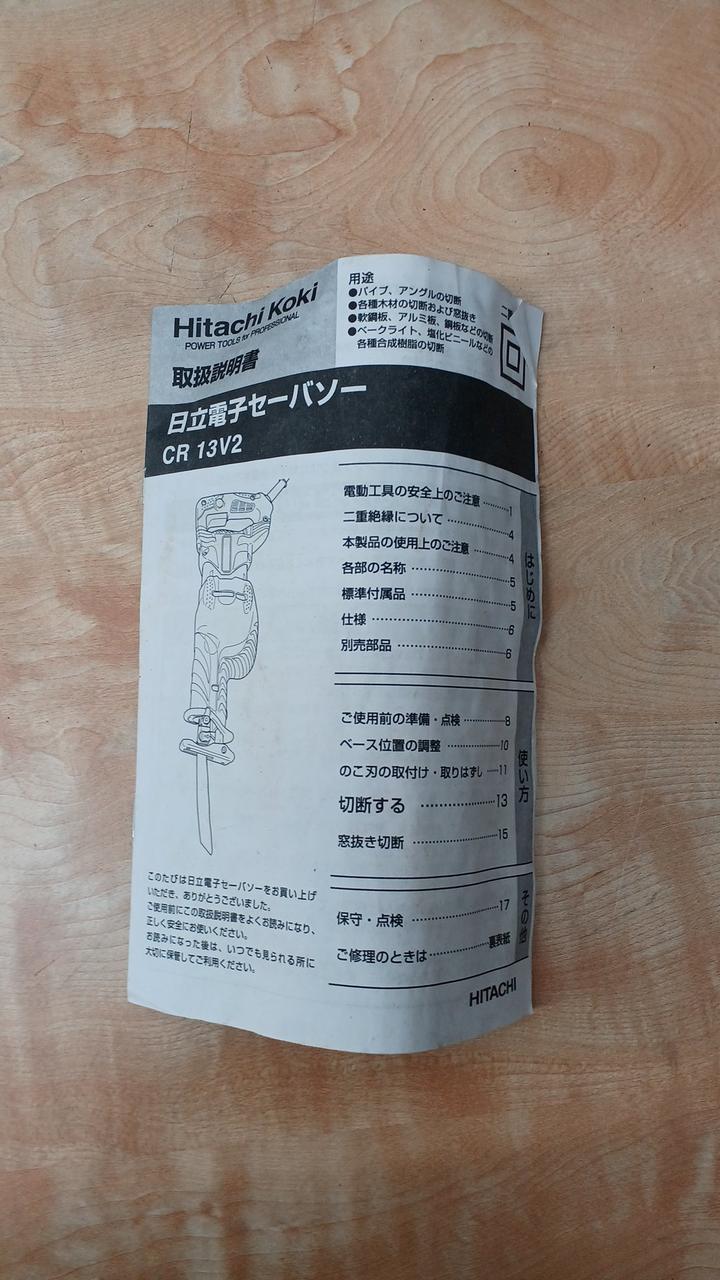 Hitachi Koki
POWER TOOLS for PROFESSIONAL
取扱説明書
用途
●パイプ、アングルの切断
●各種木材の切断および窓抜き
●軟鋼板、アルミ板、鋼板などの切断
●ベークライト、塩化ビニールなどの
各種合成樹脂の切断
日立電子セーバソー
CR 13V2
電動工具の安全上のご注意 1
二重絶縁について 4
本製品の使用上のご注意 4
各部の名称 5
標準付属品 5
仕様 6
別売部品 6
はじめに
ご使用前の準備・点検 8
ベース位置の調整 10
のこ刃の取付け・取りはずし 11
切断する 13
窓抜き切断 15
使い方
保守・点検 17
ご修理のときは 裏表紙
その他
このたびは日立電子セーバソーをお買い上げ
いただき、ありがとうございました。
ご使用前にこの取扱説明書をよくお読みになり、
正しく安全にお使いください。
お読みになった後は、いつでも見られる所に
大切に保管してご利用ください。
HITACHI